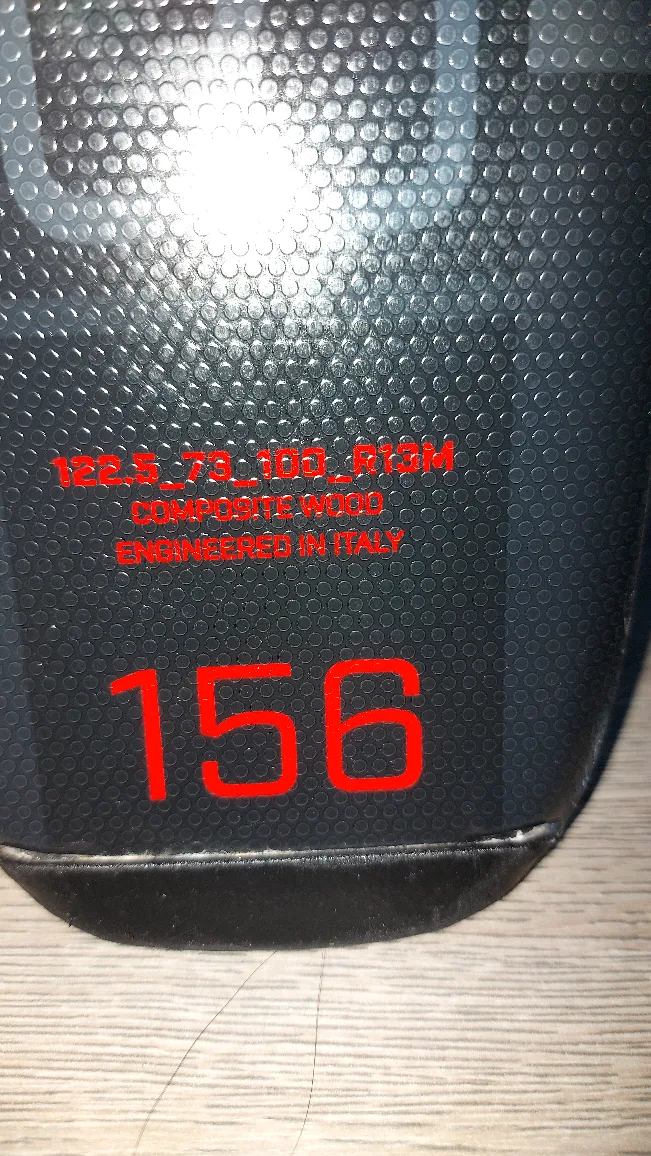 122.5_73_100_R13M
COMPOSITE WOOD
ENGINEERED IN ITALY
156